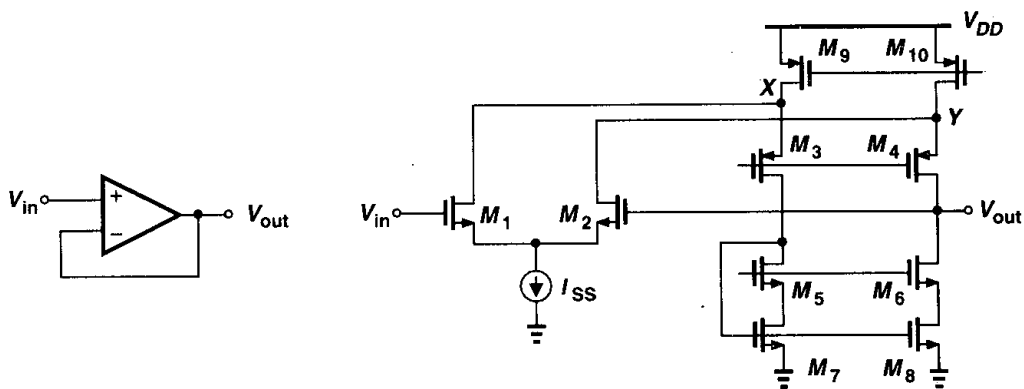 V_DD
M_9
M_10
X
Y
M_3
M_4
V_in
+
−
V_out
V_in
M_1
M_2
V_out
I_SS
M_5
M_6
M_7
M_8